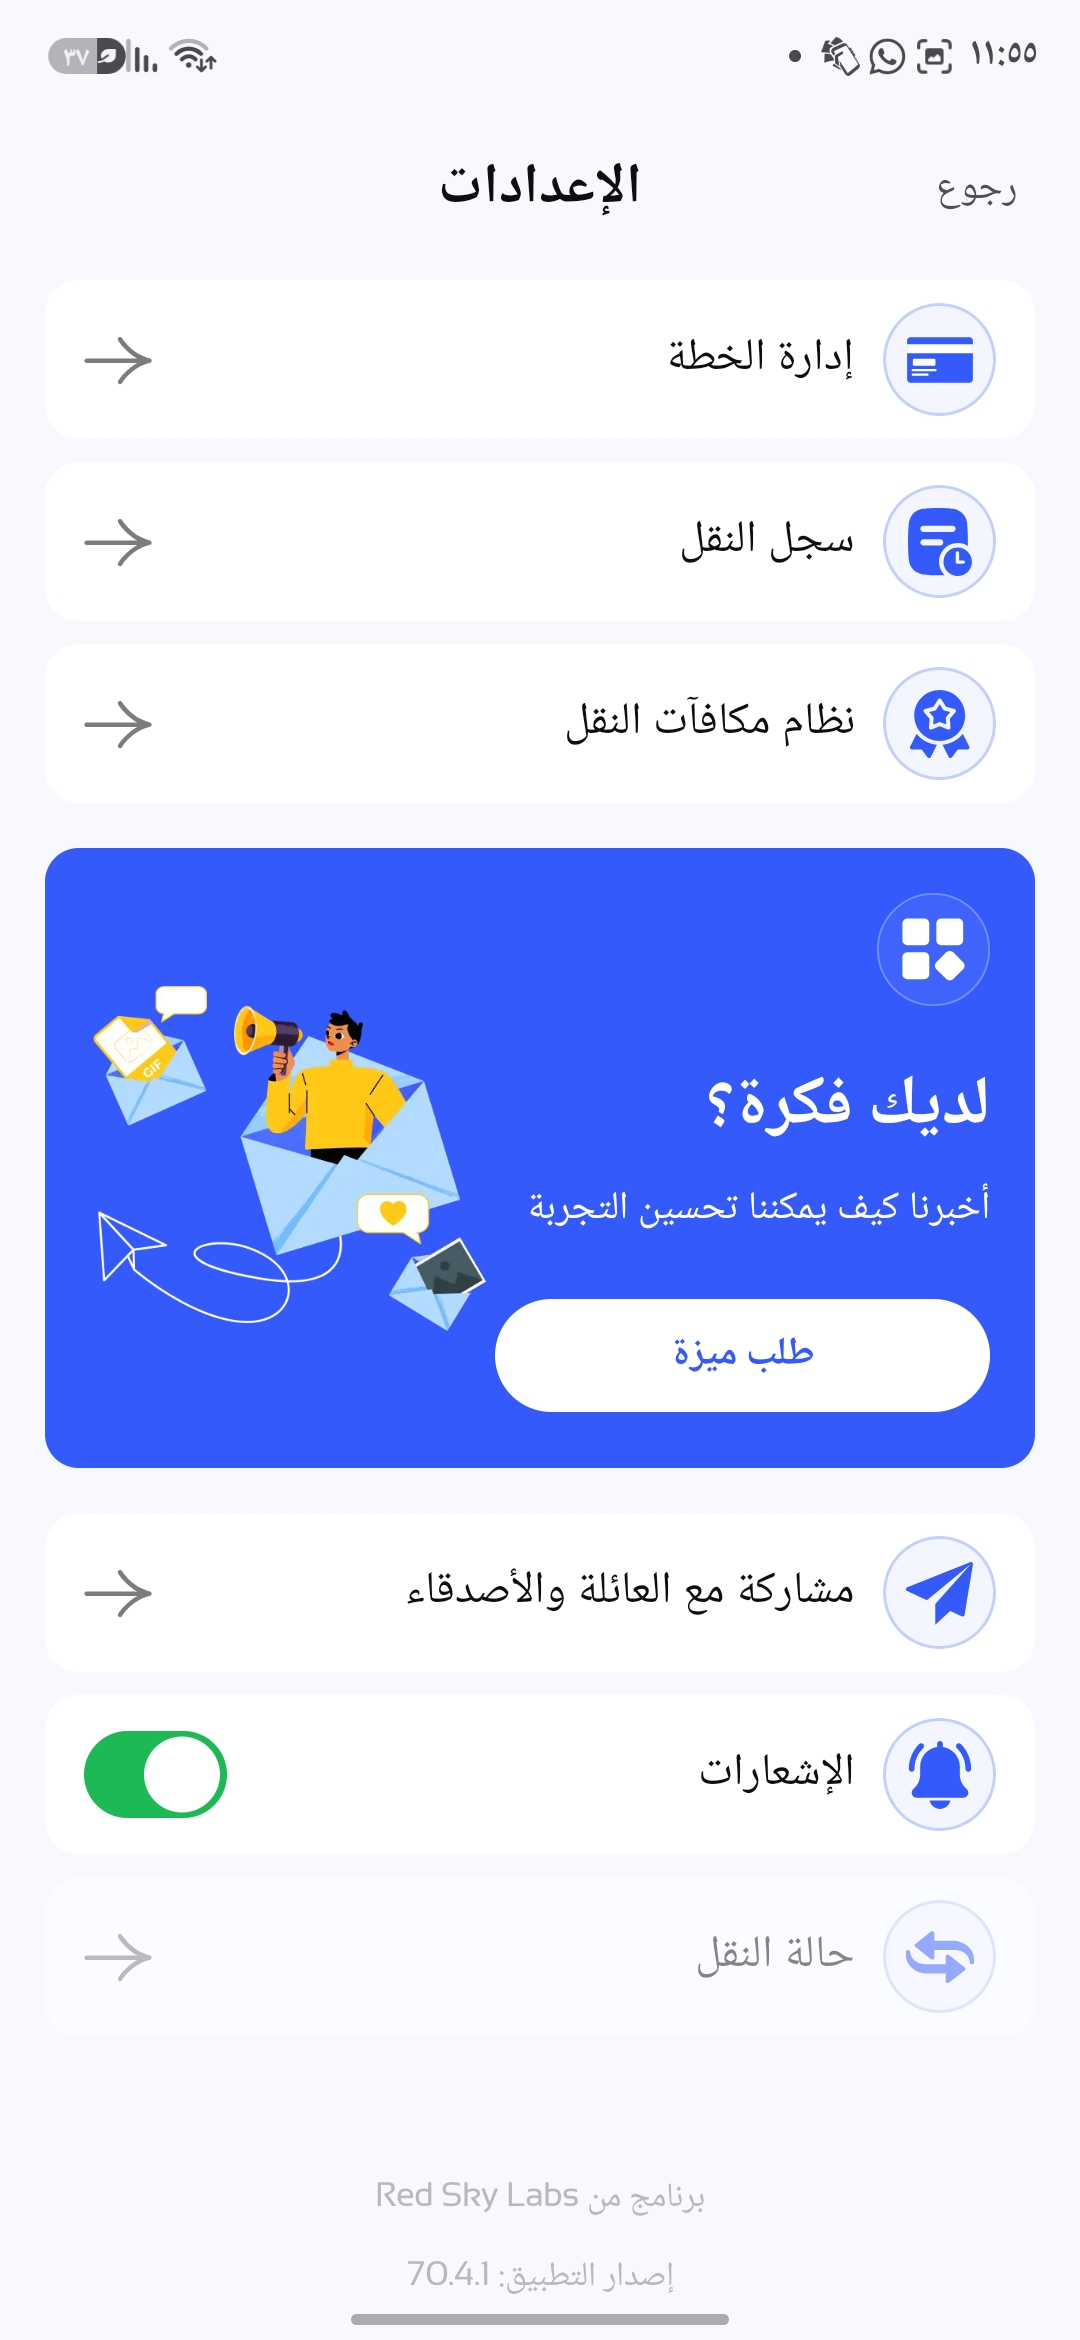 ١١:٥٥
٣٧
رجوع
الإعدادات
إدارة الخطة
سجل النقل
نظام مكافآت النقل
GIF
لديك فكرة؟
أخبرنا كيف يمكننا تحسين التجربة
طلب ميزة
مشاركة مع العائلة والأصدقاء
الإشعارات
حالة النقل
برنامج من Red Sky Labs
إصدار التطبيق: 70.4.1